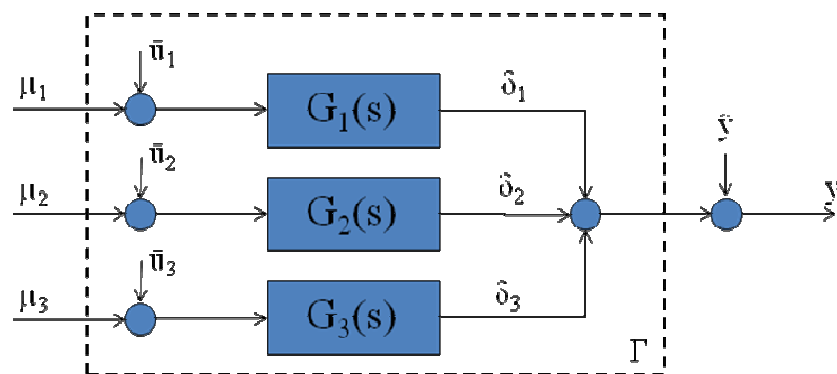 ū₁
μ₁
G₁(s)
δ₁
ū₂
μ₂
G₂(s)
δ₂
ȳ
y
ū₃
μ₃
G₃(s)
δ₃
Γ